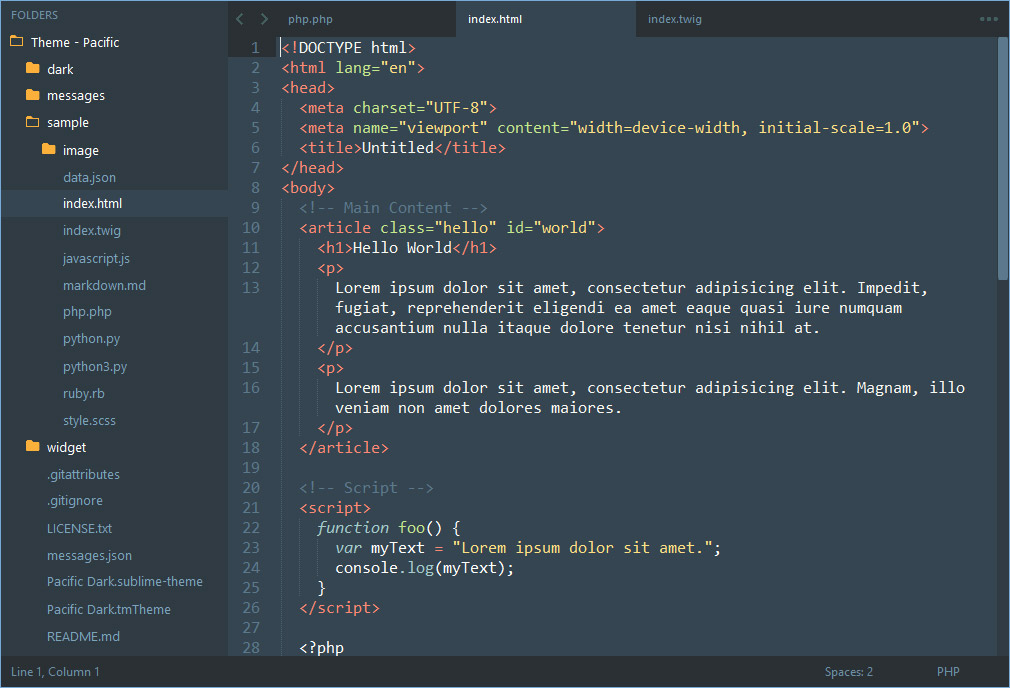 FOLDERS
Theme - Pacific
dark
messages
sample
image
data.json
index.html
index.twig
javascript.js
markdown.md
php.php
python.py
python3.py
ruby.rb
style.scss
widget
.gitattributes
.gitignore
LICENSE.txt
messages.json
Pacific Dark.sublime-theme
Pacific Dark.tmTheme
README.md
php.php index.html index.twig
1 <!DOCTYPE html>
2 <html lang="en">
3 <head>
4 <meta charset="UTF-8">
5 <meta name="viewport" content="width=device-width, initial-scale=1.0">
6 <title>Untitled</title>
7 </head>
8 <body>
9 <!-- Main Content -->
10 <article class="hello" id="world">
11 <h1>Hello World</h1>
12 <p>
13 Lorem ipsum dolor sit amet, consectetur adipisicing elit. Impedit,
fugiat, reprehenderit eligendi ea amet eaque quasi iure numquam
accusantium nulla itaque dolore tenetur nisi nihil at.
14 </p>
15 <p>
16 Lorem ipsum dolor sit amet, consectetur adipisicing elit. Magnam, illo
veniam non amet dolores maiores.
17 </p>
18 </article>
19
20 <!-- Script -->
21 <script>
22 function foo() {
23 var myText = "Lorem ipsum dolor sit amet.";
24 console.log(myText);
25 }
26 </script>
27
28 <?php
Line 1, Column 1 Spaces: 2 PHP